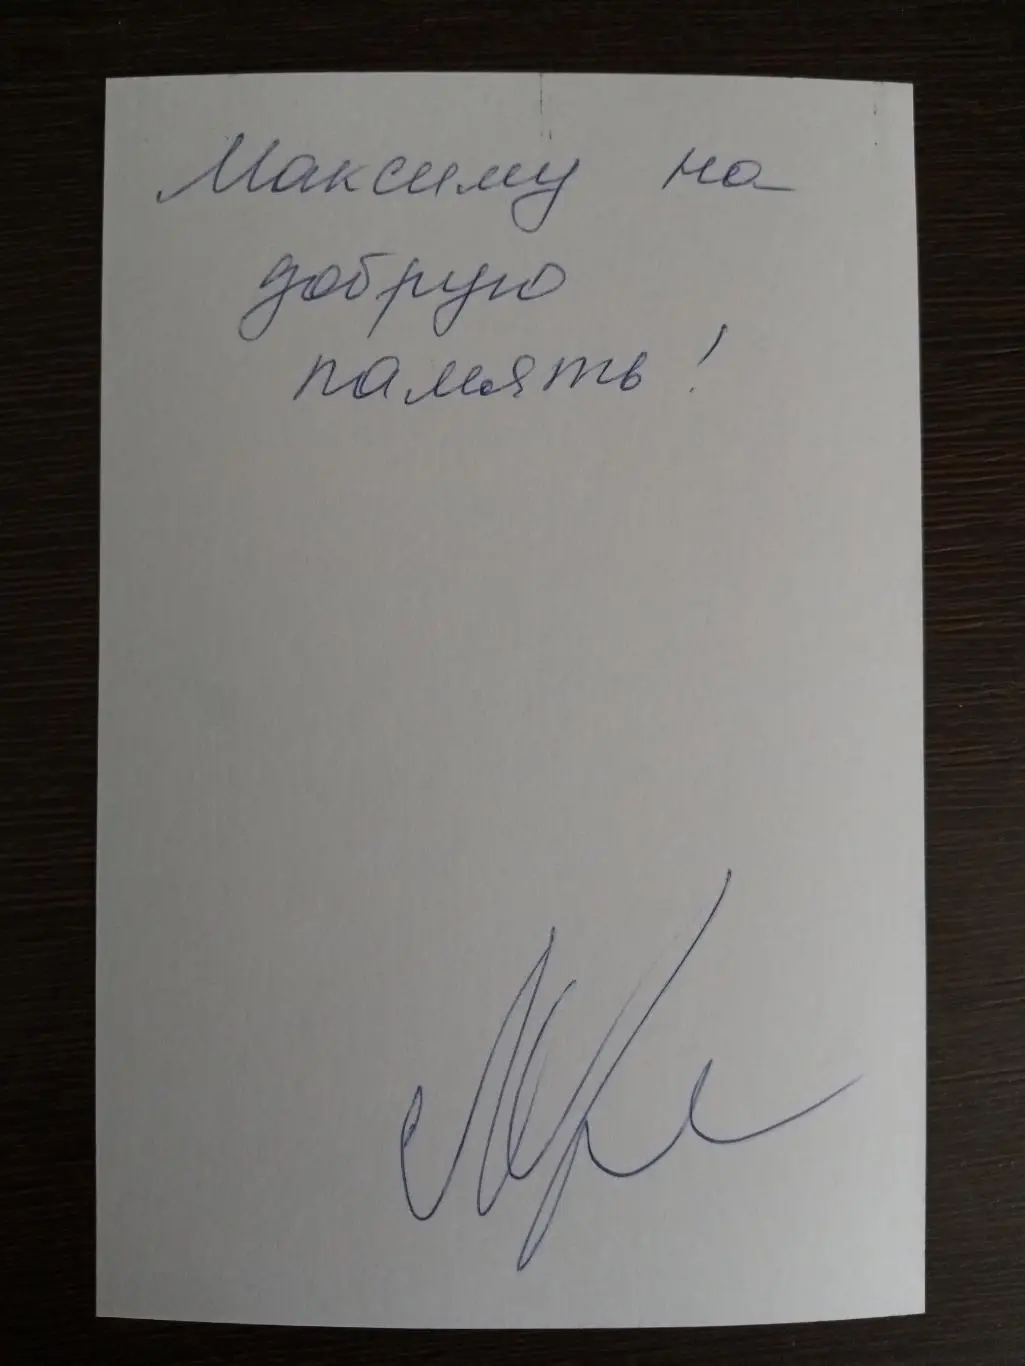 Максиму на
добрую
память!